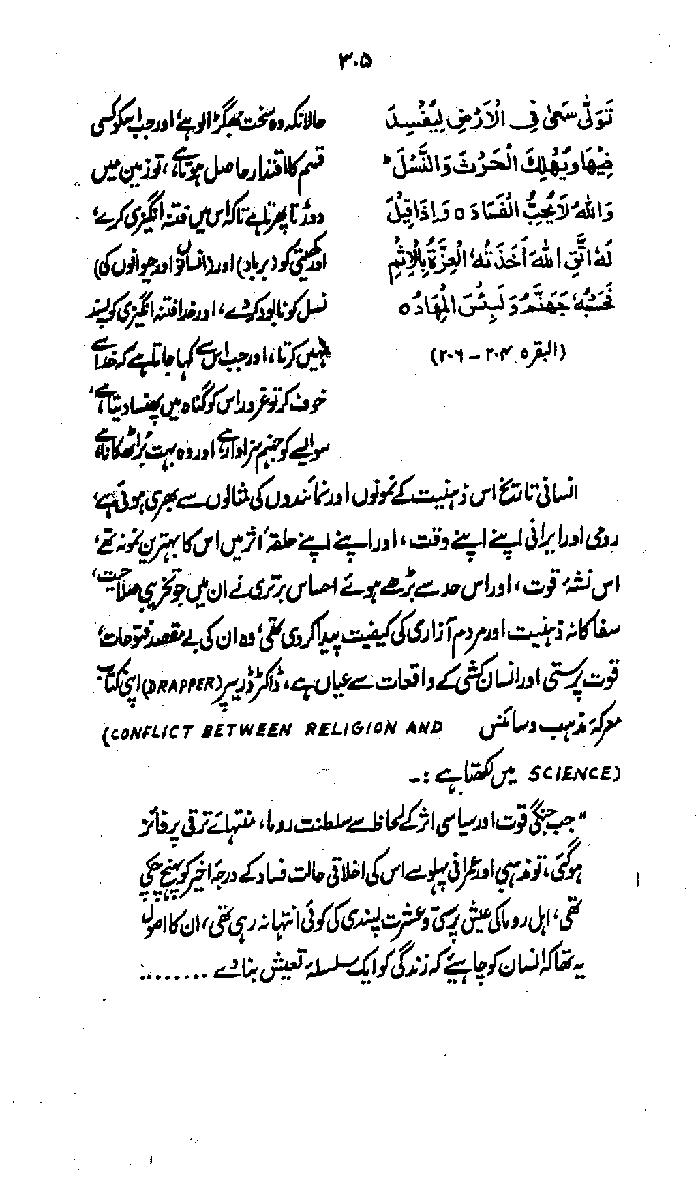 ۳۰۵
تَوَلّٰى سَعٰى فِى الْاَرْضِ لِيُفْسِدَ
فِيْهَا وَيُهْلِكَ الْحَرْثَ وَالنَّسْلَ ؕ
وَاللّٰهُ لَا يُحِبُّ الْفَسَادَ ○ وَاِذَا قِيْلَ
لَهُ اتَّقِ اللّٰهَ اَخَذَتْهُ الْعِزَّةُ بِالْاِثْمِ
فَحَسْبُهٗ جَهَنَّمُ وَلَبِئْسَ الْمِهَادُ ○
(البقرہ ۲۰۴ - ۲۰۶)
حالانکہ وہ سخت جھگڑالو ہے، اور جب اسکو کسی
قسم کا اقتدار حاصل ہوتا ہے، تو زمین میں
دوڑتا پھرتا ہے تاکہ اس میں فتنہ انگیزی کرے،
اور کھیتی کو (برباد) اور (انسانوں اور حیوانوں کی)
نسل کو نابود کر دے، اور خدا فتنہ انگیزی کو پسند
نہیں کرتا، اور جب اس سے کہا جاتا ہے کہ خدا سے
خوف کر تو غرور اس کو گناہ میں پھنسا دیتا ہے،
سو ایسے کو جہنم سزاوار ہے اور وہ بہت برا ٹھکانا ہے
انسانی تاریخ اس ذہنیت کے نمونوں اور نمائندوں کی مثالوں سے بھری ہوئی ہے،
رومی اور ایرانی اپنے اپنے وقت، اور اپنے اپنے حلقۂ اثر میں اس کا بہترین نمونہ تھے،
اس نشۂ قوت، اور اس حد سے بڑھے ہوئے احساس برتری نے ان میں جو تخریبی صلاحیت،
سفاکانہ ذہنیت اور مردم آزاری کی کیفیت پیدا کر دی تھی، وہ ان کی بے مقصد فتوحات،
قوت پرستی اور انسان کشی کے واقعات سے عیاں ہے، ڈاکٹر ڈریپر (DRAPPER) اپنی کتاب
معرکۂ مذہب و سائنس (CONFLICT BETWEEN RELIGION AND
SCIENCE) میں لکھتا ہے :-
"جب جنگی قوت اور سیاسی اثر کے لحاظ سے سلطنت روما، منتہائے ترقی پر فائز
ہوگئی، تو مذہبی اور عمرانی پہلو سے اس کی اخلاقی حالت فساد کے درجۂ اخیر کو پہنچ چکی
تھی، اہل روما کی عیش پرستی و عشرت پسندی کی کوئی انتہا نہ رہی تھی، ان کا اصول
یہ تھا کہ انسان کو چاہیئے کہ زندگی کو ایک سلسلۂ تعیش بنا دے ........